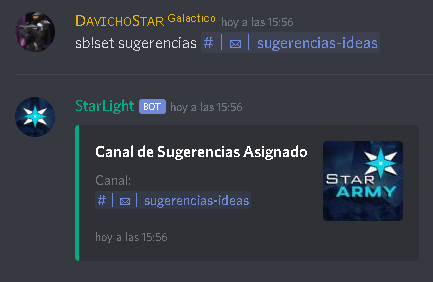 DAVICHOSTAR Galactico hoy a las 15:56
sb!set sugerencias # | ✉ | sugerencias-ideas
StarLight BOT hoy a las 15:56
Canal de Sugerencias Asignado
Canal:
# | ✉ | sugerencias-ideas
STAR
ARMY
hoy a las 15:56